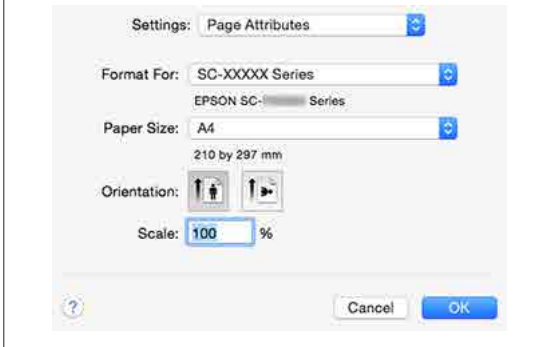 Settings: Page Attributes
Format For: SC-XXXXX Series
EPSON SC- Series
Paper Size: A4
210 by 297 mm
Orientation:
Scale: 100 %
? Cancel OK